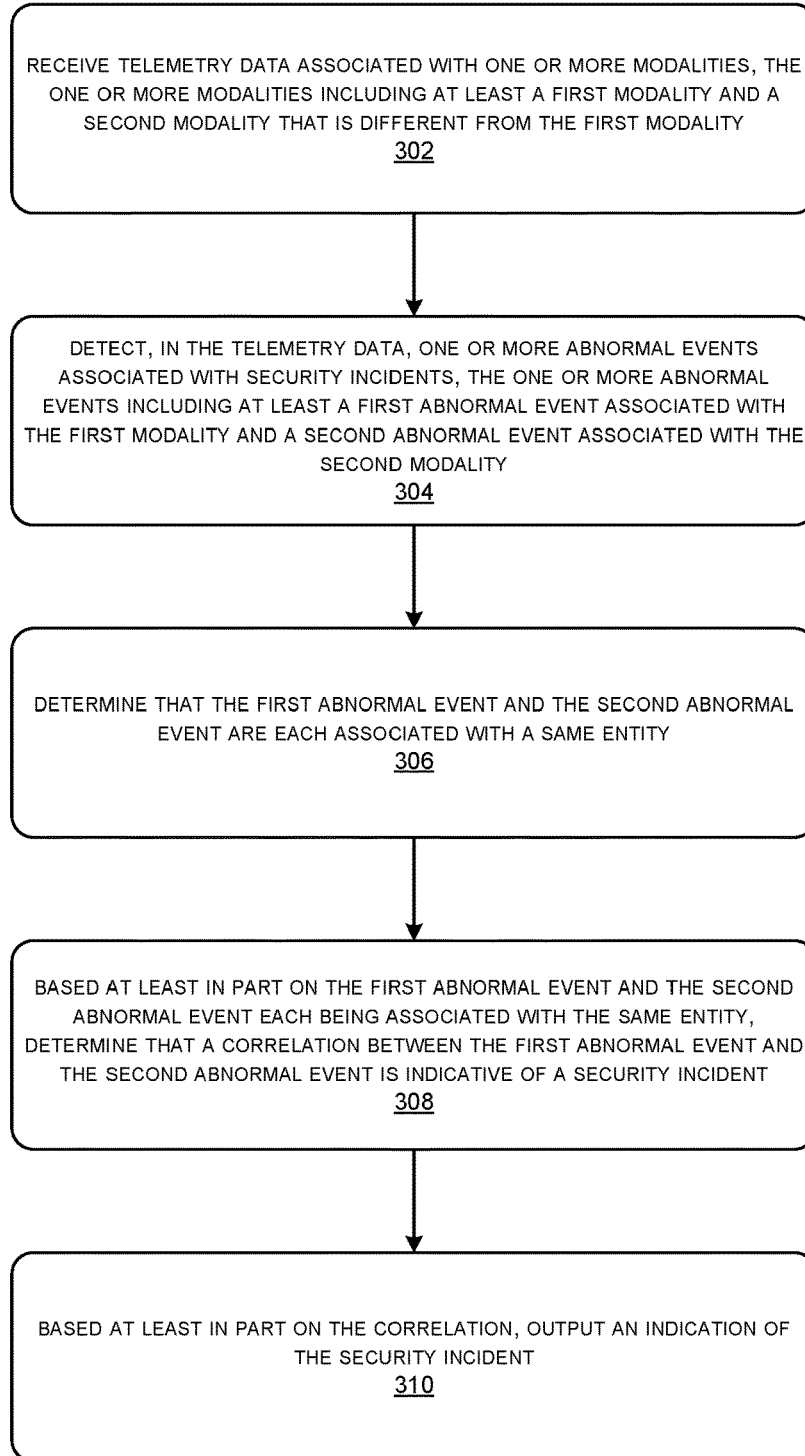 RECEIVE TELEMETRY DATA ASSOCIATED WITH ONE OR MORE MODALITIES, THE
ONE OR MORE MODALITIES INCLUDING AT LEAST A FIRST MODALITY AND A
SECOND MODALITY THAT IS DIFFERENT FROM THE FIRST MODALITY
302
DETECT, IN THE TELEMETRY DATA, ONE OR MORE ABNORMAL EVENTS
ASSOCIATED WITH SECURITY INCIDENTS, THE ONE OR MORE ABNORMAL
EVENTS INCLUDING AT LEAST A FIRST ABNORMAL EVENT ASSOCIATED WITH
THE FIRST MODALITY AND A SECOND ABNORMAL EVENT ASSOCIATED WITH THE
SECOND MODALITY
304
DETERMINE THAT THE FIRST ABNORMAL EVENT AND THE SECOND ABNORMAL
EVENT ARE EACH ASSOCIATED WITH A SAME ENTITY
306
BASED AT LEAST IN PART ON THE FIRST ABNORMAL EVENT AND THE SECOND
ABNORMAL EVENT EACH BEING ASSOCIATED WITH THE SAME ENTITY,
DETERMINE THAT A CORRELATION BETWEEN THE FIRST ABNORMAL EVENT AND
THE SECOND ABNORMAL EVENT IS INDICATIVE OF A SECURITY INCIDENT
308
BASED AT LEAST IN PART ON THE CORRELATION, OUTPUT AN INDICATION OF
THE SECURITY INCIDENT
310